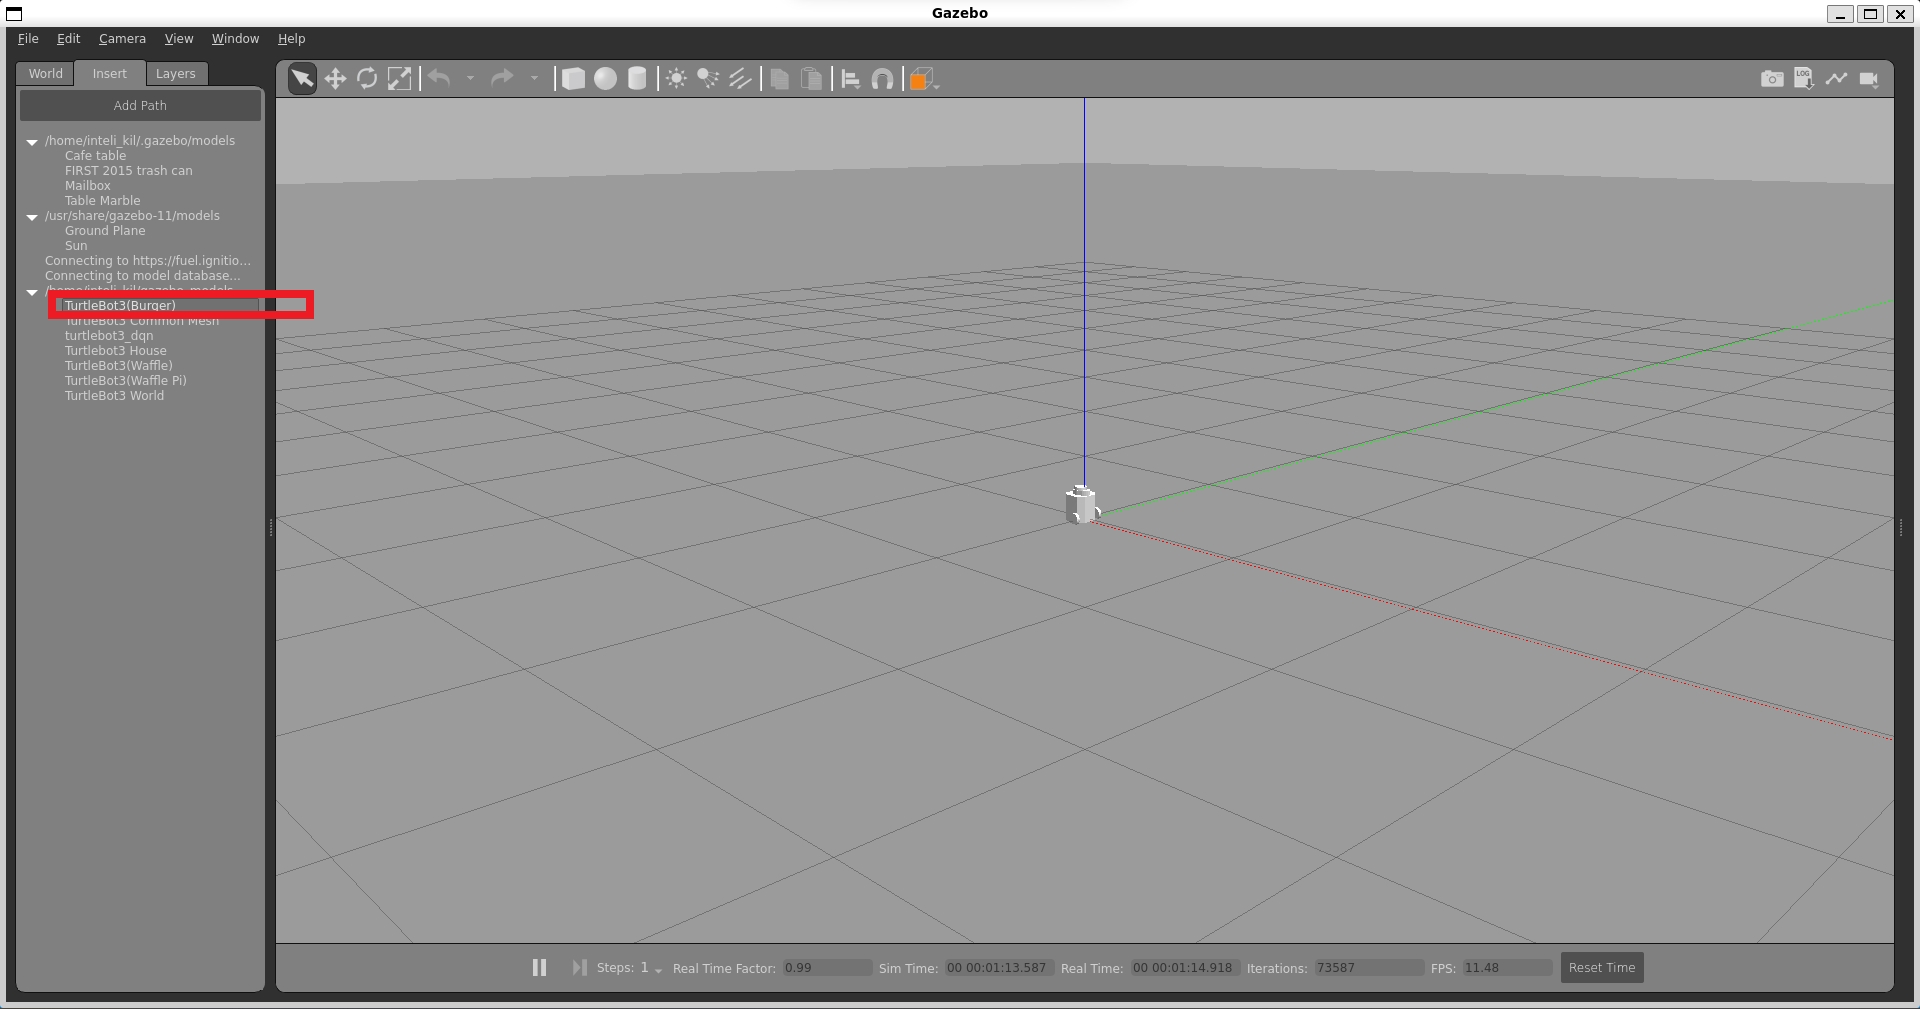 Gazebo
File Edit Camera View Window Help
World Insert Layers
Add Path
/home/inteli_kil/.gazebo/models
Cafe table
FIRST 2015 trash can
Mailbox
Table Marble
/usr/share/gazebo-11/models
Ground Plane
Sun
Connecting to https://fuel.ignitio...
Connecting to model database...
/home/inteli_kil/gazebo_models
TurtleBot3(Burger)
TurtleBot3 Common Mesh
turtlebot3_dqn
Turtlebot3 House
TurtleBot3(Waffle)
TurtleBot3(Waffle Pi)
TurtleBot3 World
LOG
Steps: 1 Real Time Factor: 0.99 Sim Time: 00 00:01:13.587 Real Time: 00 00:01:14.918 Iterations: 73587 FPS: 11.48 Reset Time